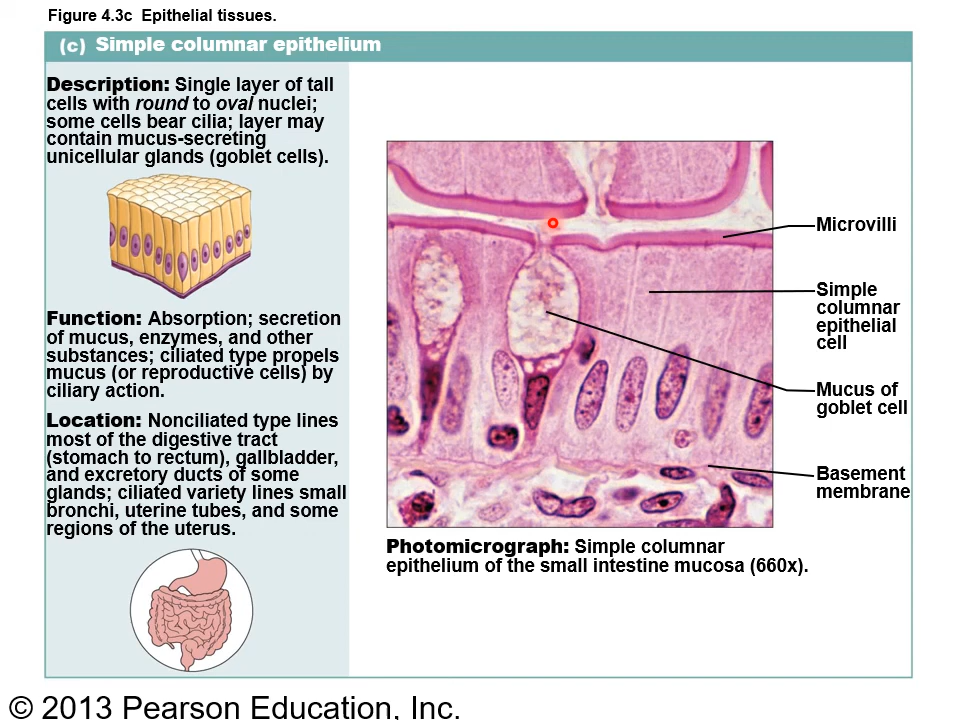 Figure 4.3c  Epithelial tissues.
(c) Simple columnar epithelium
Description: Single layer of tall
cells with round to oval nuclei;
some cells bear cilia; layer may
contain mucus-secreting
unicellular glands (goblet cells).
Function: Absorption; secretion
of mucus, enzymes, and other
substances; ciliated type propels
mucus (or reproductive cells) by
ciliary action.
Location: Nonciliated type lines
most of the digestive tract
(stomach to rectum), gallbladder,
and excretory ducts of some
glands; ciliated variety lines small
bronchi, uterine tubes, and some
regions of the uterus.
Microvilli
Simple
columnar
epithelial
cell
Mucus of
goblet cell
Basement
membrane
Photomicrograph: Simple columnar
epithelium of the small intestine mucosa (660x).
© 2013 Pearson Education, Inc.